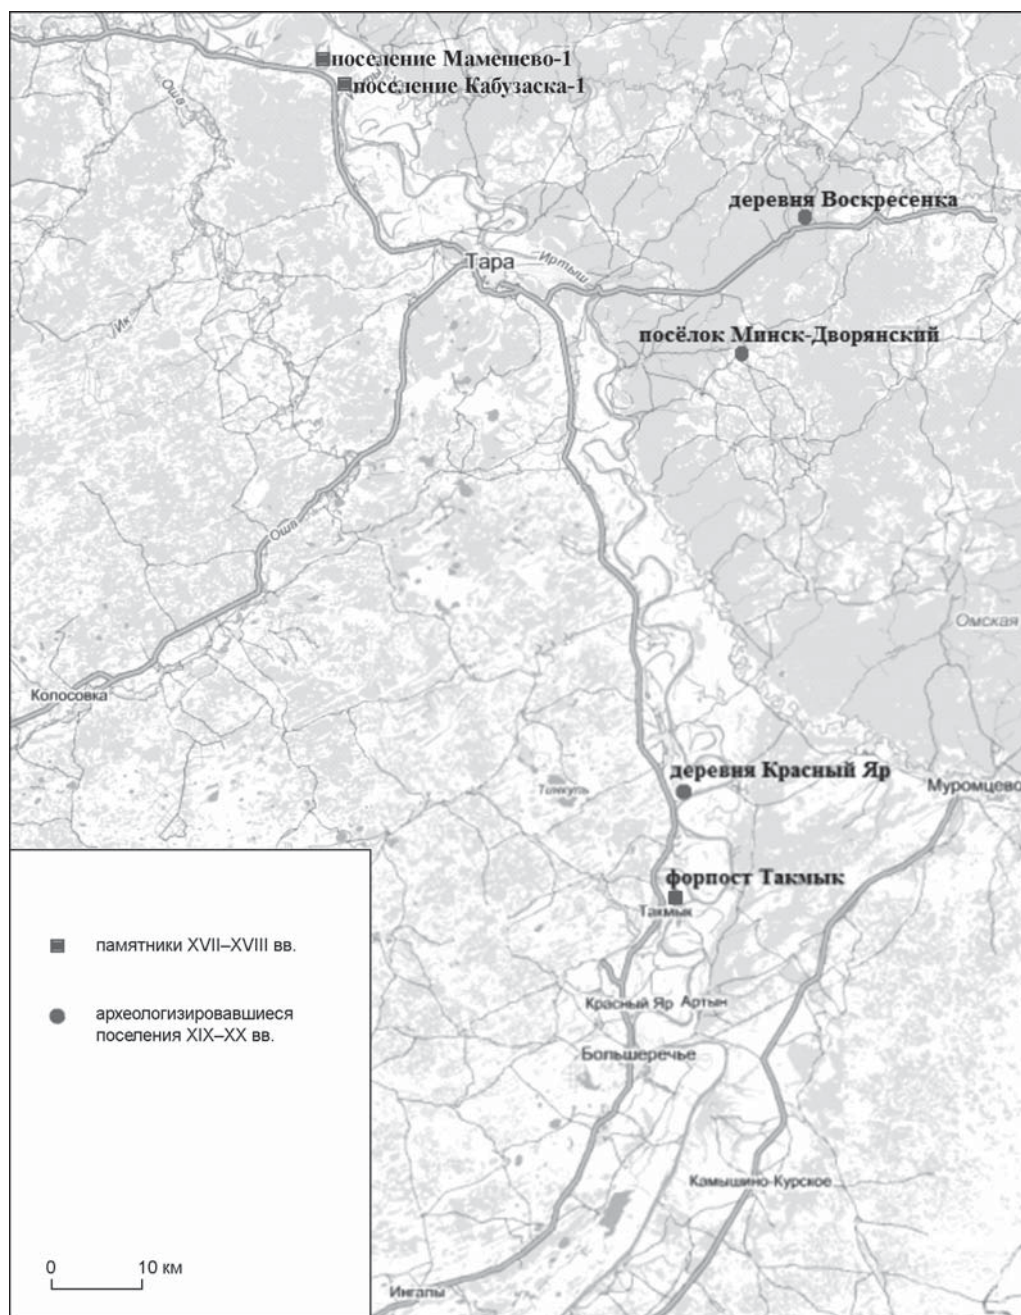 поселение Мамешево-1
поселение Кабузаска-1
Оша
деревня Воскресенка
Тара
Иртыш
Ик
посёлок Минск-Дворянский
Оша
Омская
Колосовка
деревня Красный Яр
Муромцево
форпост Такмык
Такмык
Красный Яр Артын
Большеречье
Камышино-Курское
Ингалы
памятники XVII–XVIII вв.
археологизировавшиеся
поселения XIX–XX вв.
0 10 км